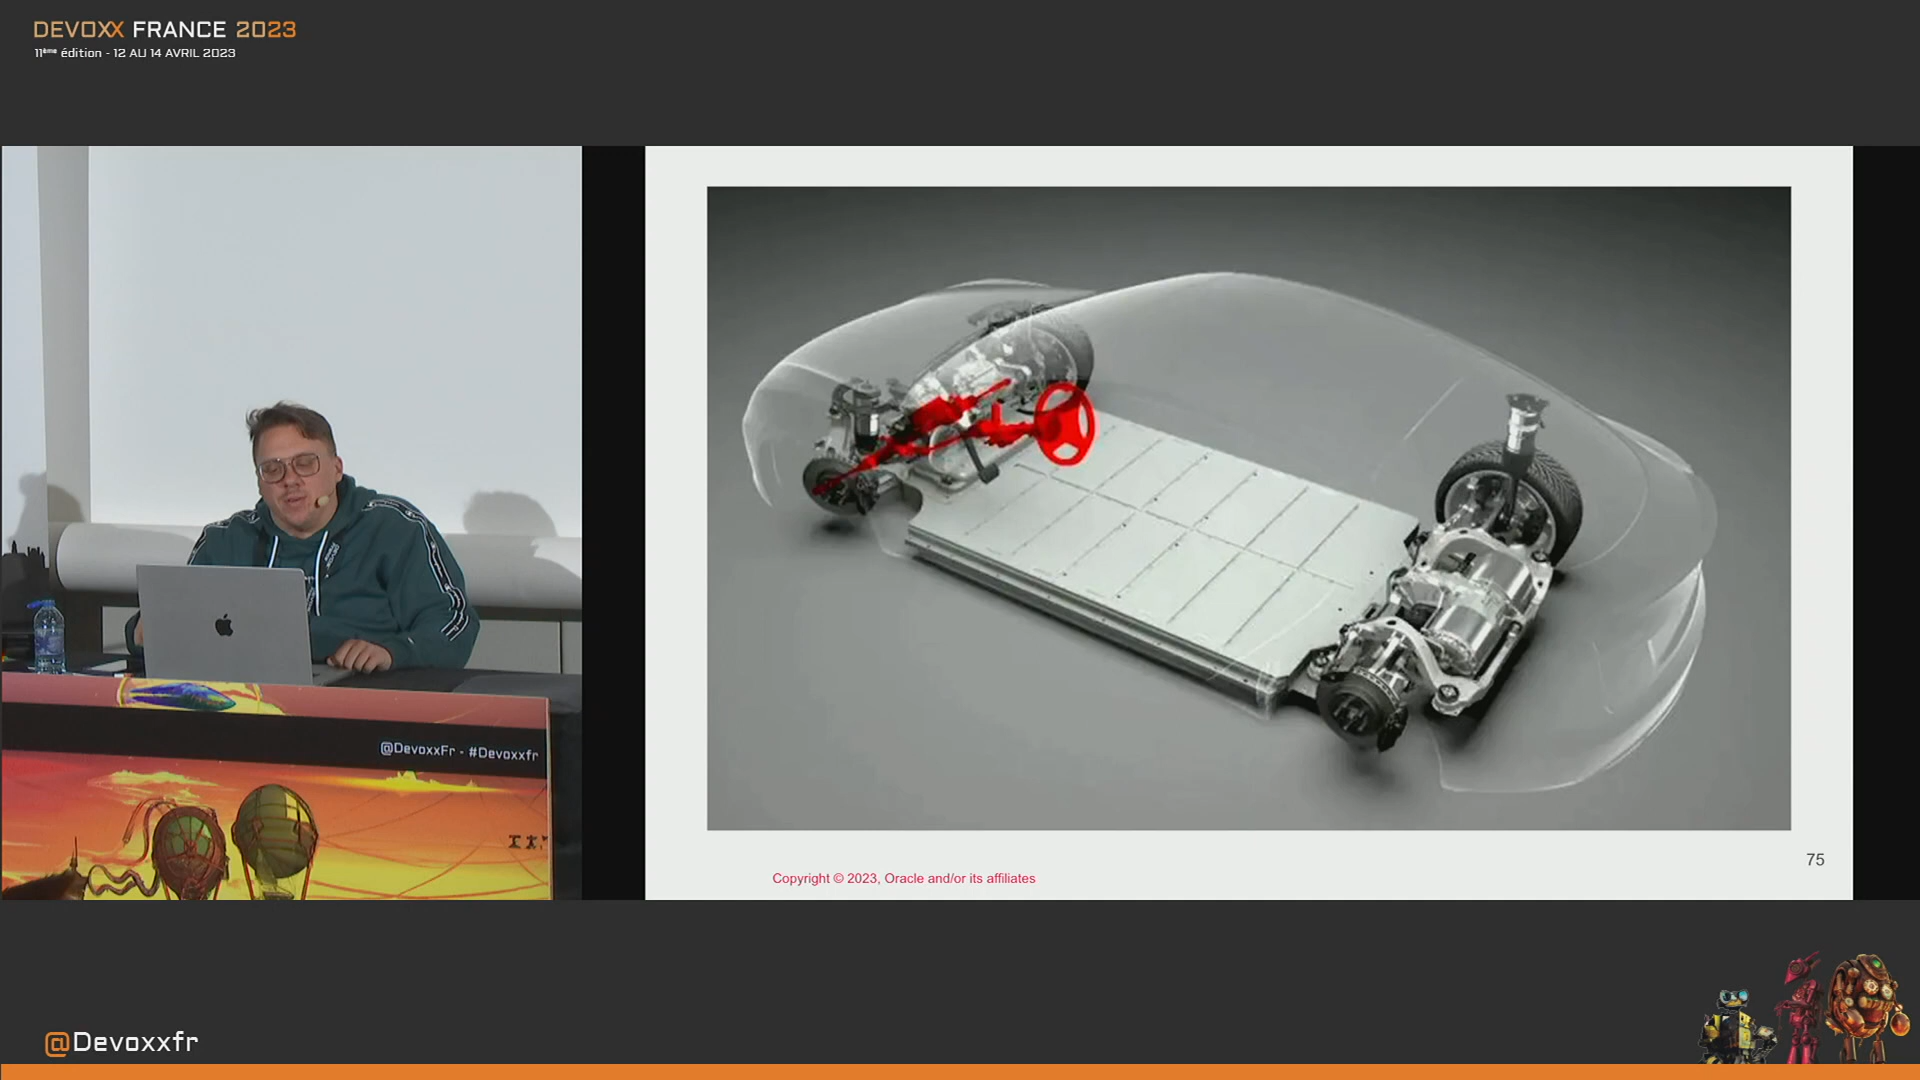 DEVOXX FRANCE 2023
11ème édition - 12 AU 14 AVRIL 2023
@DevoxxFr - #Devoxxfr
75
Copyright © 2023, Oracle and/or its affiliates
@Devoxxfr